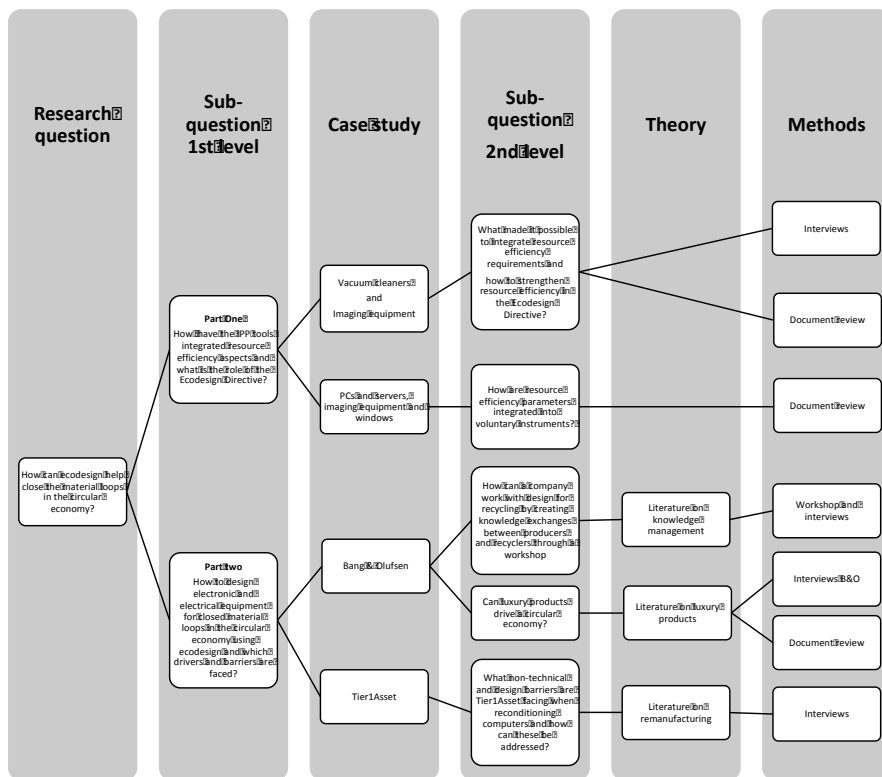 Research
question
Sub-
question
1st level
Case study
Sub-
question
2nd level
Theory
Methods
How can ecodesign help
close the material loops
in the circular
economy?
Part One
How have the IPP tools
integrated resource
efficiency aspects and
what is the role of the
Ecodesign Directive?
Part two
How to design
electronic and
electrical equipment
for closed material
loops in the circular
economy using
ecodesign and which
drivers and barriers are
faced?
Vacuum cleaners
and
Imaging equipment
PCs and servers,
imaging equipment and
windows
Bang & Olufsen
Tier1Asset
What made it possible
to integrate resource
efficiency
requirements and
how to strengthen
resource efficiency in
the Ecodesign
Directive?
How are resource
efficiency parameters
integrated into
voluntary instruments?
How can a company
work with design for
recycling by creating
knowledge exchanges
between producers
and recyclers through a
workshop
Can luxury products
drive a circular
economy?
What non-technical
and design barriers are
Tier1Asset facing when
reconditioning
computers and how
can these be
addressed?
Literature on
knowledge
management
Literature on luxury
products
Literature on
remanufacturing
Interviews
Document review
Document review
Workshop and
interviews
Interviews B&O
Document review
Interviews